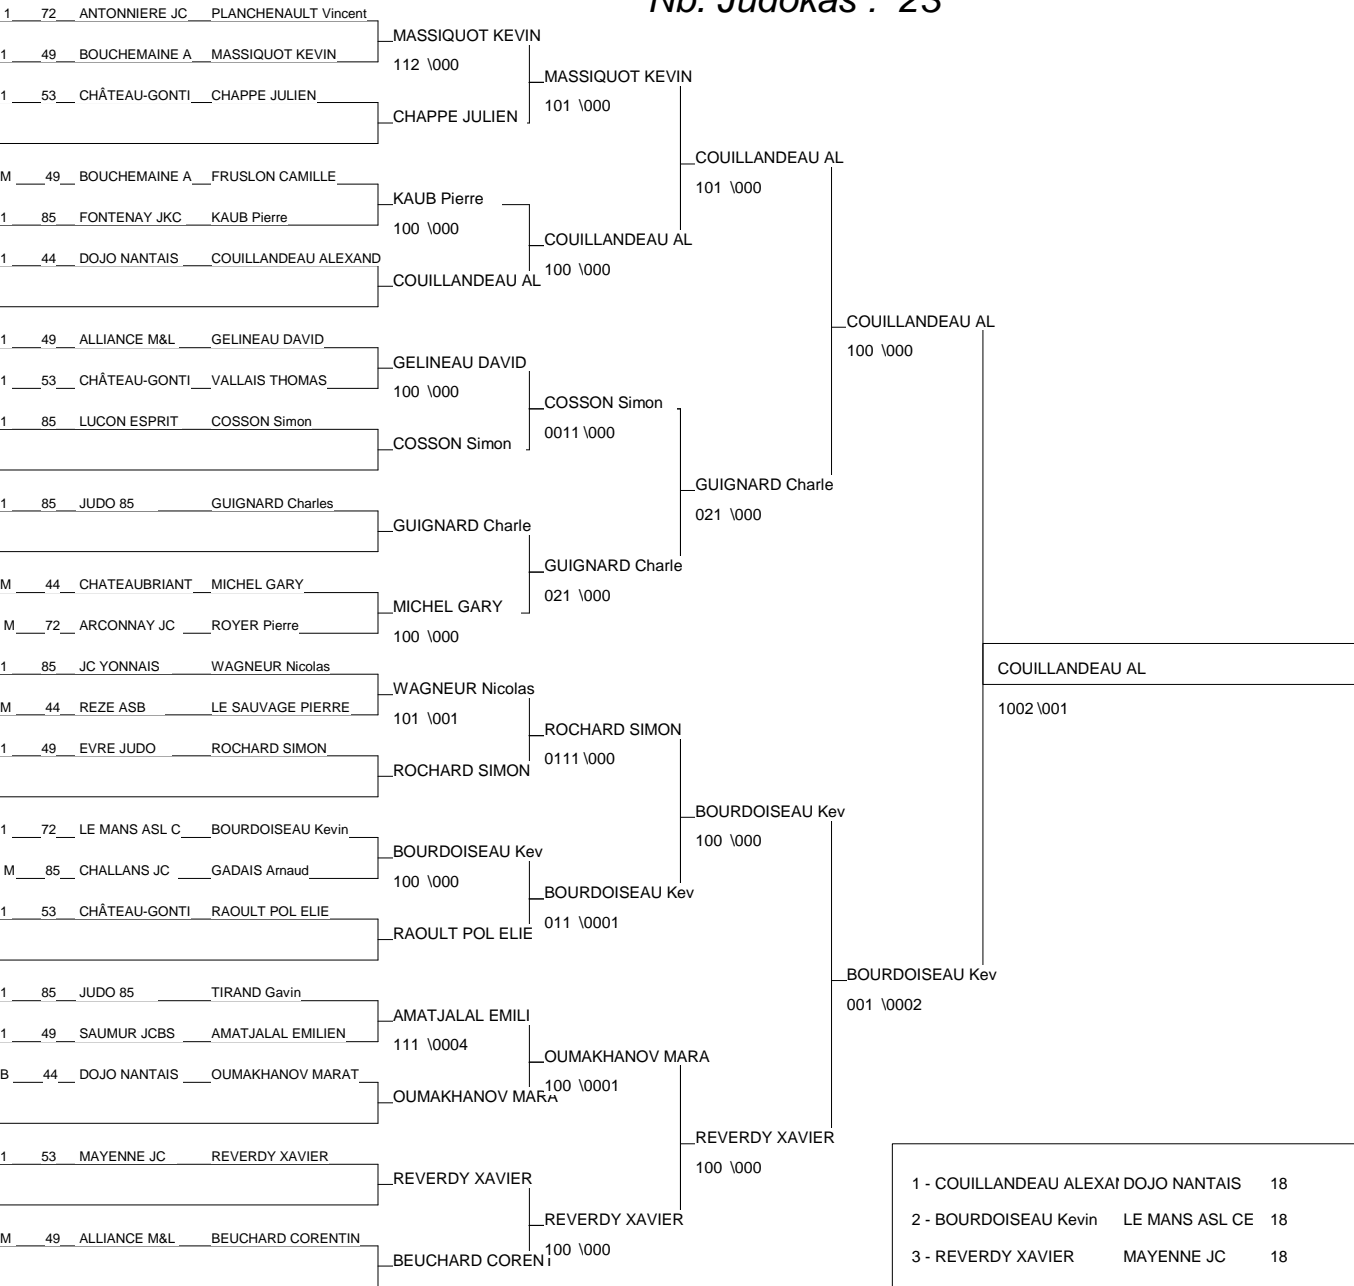 Nb. Judokas : 23
1 72 ANTONNIERE JC PLANCHENAULT Vincent
MASSIQUOT KEVIN
1 49 BOUCHEMAINE A MASSIQUOT KEVIN
112 \000
MASSIQUOT KEVIN
1 53 CHÂTEAU-GONTI CHAPPE JULIEN
101 \000
CHAPPE JULIEN
COUILLANDEAU AL
M 49 BOUCHEMAINE A FRUSLON CAMILLE
101 \000
KAUB Pierre
1 85 FONTENAY JKC KAUB Pierre
100 \000
COUILLANDEAU AL
1 44 DOJO NANTAIS COUILLANDEAU ALEXAND
100 \000
COUILLANDEAU AL
COUILLANDEAU AL
1 49 ALLIANCE M&L GELINEAU DAVID
100 \000
GELINEAU DAVID
1 53 CHÂTEAU-GONTI VALLAIS THOMAS
100 \000
COSSON Simon
1 85 LUCON ESPRIT COSSON Simon
0011 \000
COSSON Simon
GUIGNARD Charle
1 85 JUDO 85 GUIGNARD Charles
021 \000
GUIGNARD Charle
GUIGNARD Charle
M 44 CHATEAUBRIANT MICHEL GARY
021 \000
MICHEL GARY
M 72 ARCONNAY JC ROYER Pierre
100 \000
1 85 JC YONNAIS WAGNEUR Nicolas
COUILLANDEAU AL
WAGNEUR Nicolas
M 44 REZE ASB LE SAUVAGE PIERRE
1002 \001
101 \001
ROCHARD SIMON
1 49 EVRE JUDO ROCHARD SIMON
0111 \000
ROCHARD SIMON
BOURDOISEAU Kev
1 72 LE MANS ASL C BOURDOISEAU Kevin
100 \000
BOURDOISEAU Kev
M 85 CHALLANS JC GADAIS Arnaud
100 \000
BOURDOISEAU Kev
1 53 CHÂTEAU-GONTI RAOULT POL ELIE
011 \0001
RAOULT POL ELIE
BOURDOISEAU Kev
1 85 JUDO 85 TIRAND Gavin
001 \0002
AMATJALAL EMILI
1 49 SAUMUR JCBS AMATJALAL EMILIEN
111 \0004
OUMAKHANOV MARA
B 44 DOJO NANTAIS OUMAKHANOV MARAT
100 \0001
OUMAKHANOV MARA
REVERDY XAVIER
1 53 MAYENNE JC REVERDY XAVIER
100 \000
REVERDY XAVIER
1 - COUILLANDEAU ALEXAN DOJO NANTAIS 18
REVERDY XAVIER
2 - BOURDOISEAU Kevin LE MANS ASL CE 18
M 49 ALLIANCE M&L BEUCHARD CORENTIN
100 \000
3 - REVERDY XAVIER MAYENNE JC 18
BEUCHARD CORENT